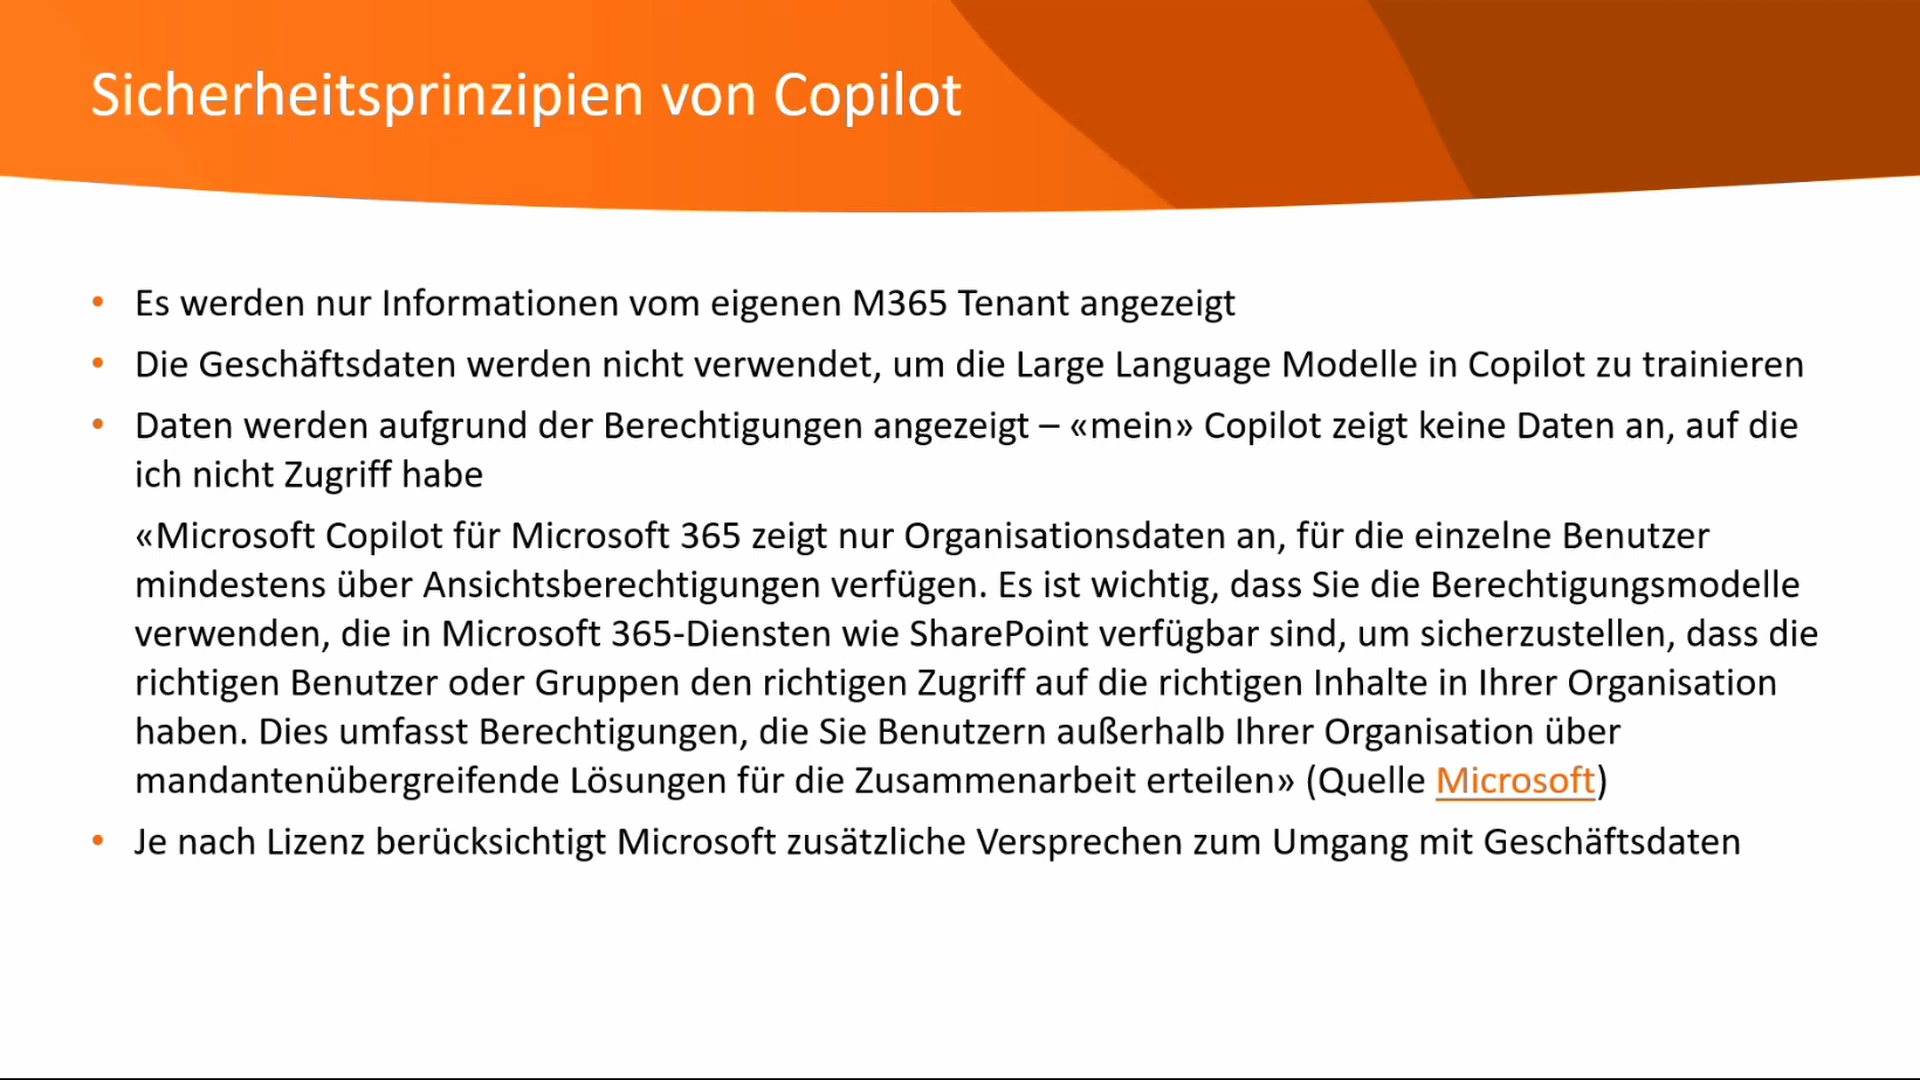 Sicherheitsprinzipien von Copilot
• Es werden nur Informationen vom eigenen M365 Tenant angezeigt
• Die Geschäftsdaten werden nicht verwendet, um die Large Language Modelle in Copilot zu trainieren
• Daten werden aufgrund der Berechtigungen angezeigt – «mein» Copilot zeigt keine Daten an, auf die
ich nicht Zugriff habe
«Microsoft Copilot für Microsoft 365 zeigt nur Organisationsdaten an, für die einzelne Benutzer
mindestens über Ansichtsberechtigungen verfügen. Es ist wichtig, dass Sie die Berechtigungsmodelle
verwenden, die in Microsoft 365-Diensten wie SharePoint verfügbar sind, um sicherzustellen, dass die
richtigen Benutzer oder Gruppen den richtigen Zugriff auf die richtigen Inhalte in Ihrer Organisation
haben. Dies umfasst Berechtigungen, die Sie Benutzern außerhalb Ihrer Organisation über
mandantenübergreifende Lösungen für die Zusammenarbeit erteilen» (Quelle Microsoft)
• Je nach Lizenz berücksichtigt Microsoft zusätzliche Versprechen zum Umgang mit Geschäftsdaten